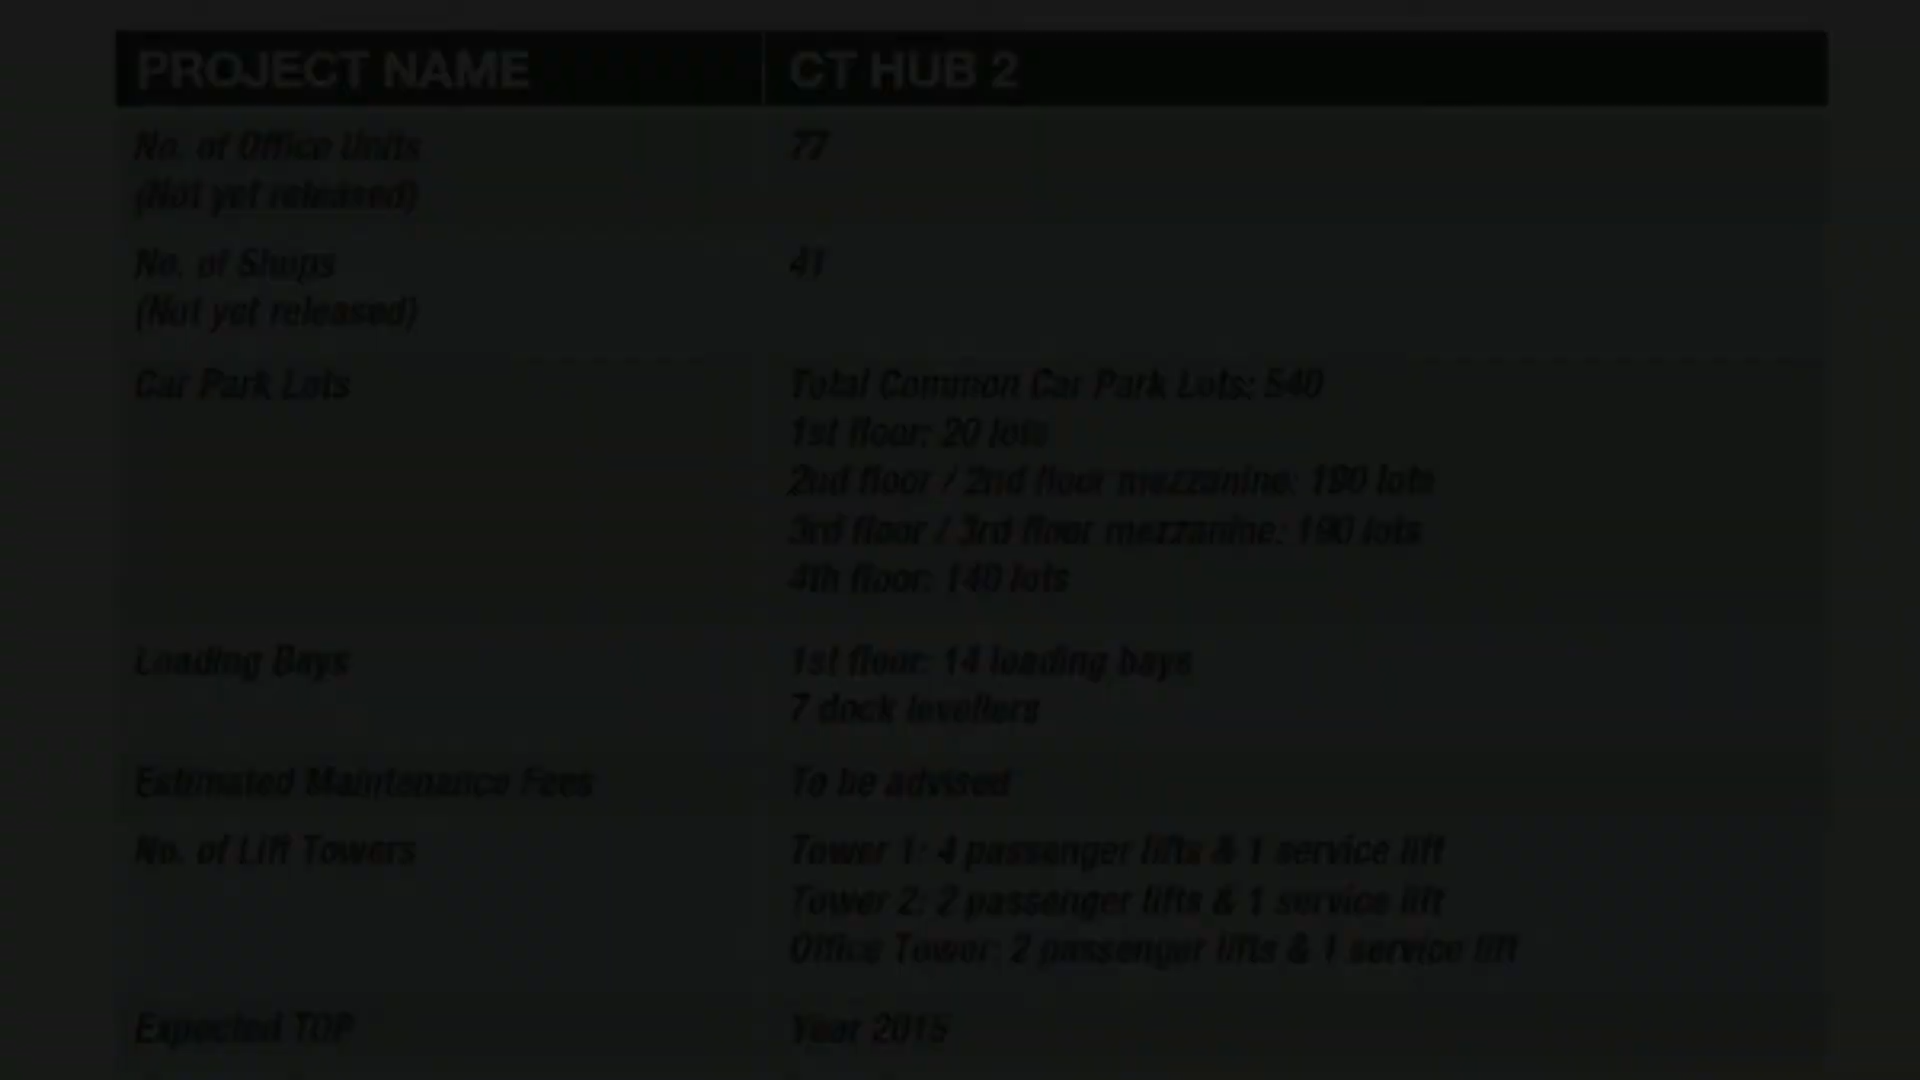 PROJECT NAME CT HUB 2
No. of Office Units 77
(Not yet released)
No. of Shops 41
(Not yet released)
Car Park Lots Total Common Car Park Lots: 540
1st floor: 20 lots
2nd floor / 2nd floor mezzanine: 190 lots
3rd floor / 3rd floor mezzanine: 190 lots
4th floor: 140 lots
Loading Bays 1st floor: 14 loading bays
7 dock levellers
Estimated Maintenance Fees To be advised
No. of Lift Towers Tower 1: 4 passenger lifts & 1 service lift
Tower 2: 2 passenger lifts & 1 service lift
Office Tower: 2 passenger lifts & 1 service lift
Expected TOP Year 2015